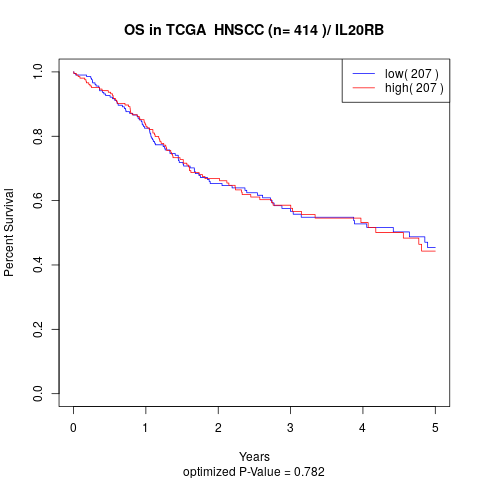 OS in TCGA  HNSCC (n= 414 )/ IL20RB
low( 207 )
high( 207 )
Percent Survival
1.0
0.8
0.6
0.4
0.2
0.0
0 1 2 3 4 5
Years
optimized P-Value = 0.782